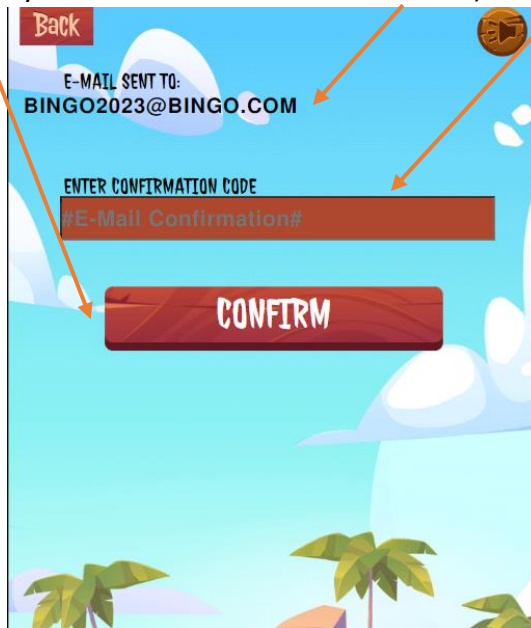 Back
E-MAIL SENT TO:
BINGO2023@BINGO.COM
ENTER CONFIRMATION CODE
#E-Mail Confirmation#
CONFIRM